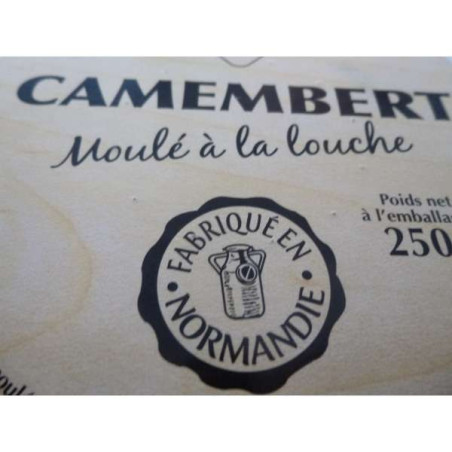 CAMEMBERT
Moulé à la louche
Poids net
à l'emballa
250
FABRIQUÉ EN
NORMANDIE